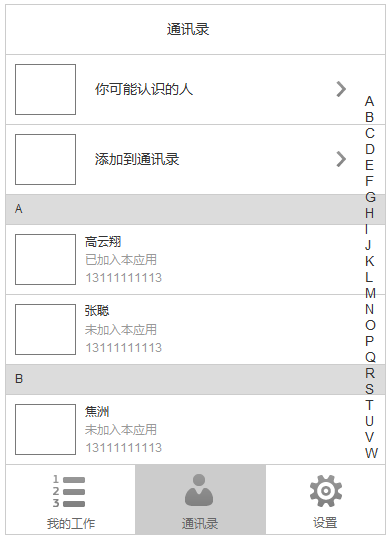 通讯录
你可能认识的人
添加到通讯录
A
高云翔
已加入本应用
13111111113
张聪
未加入本应用
13111111113
B
焦洲
未加入本应用
13111111113
A
B
C
D
E
F
G
H
I
J
K
L
M
N
O
P
Q
R
S
T
U
V
W
1
2
3
我的工作
通讯录
设置